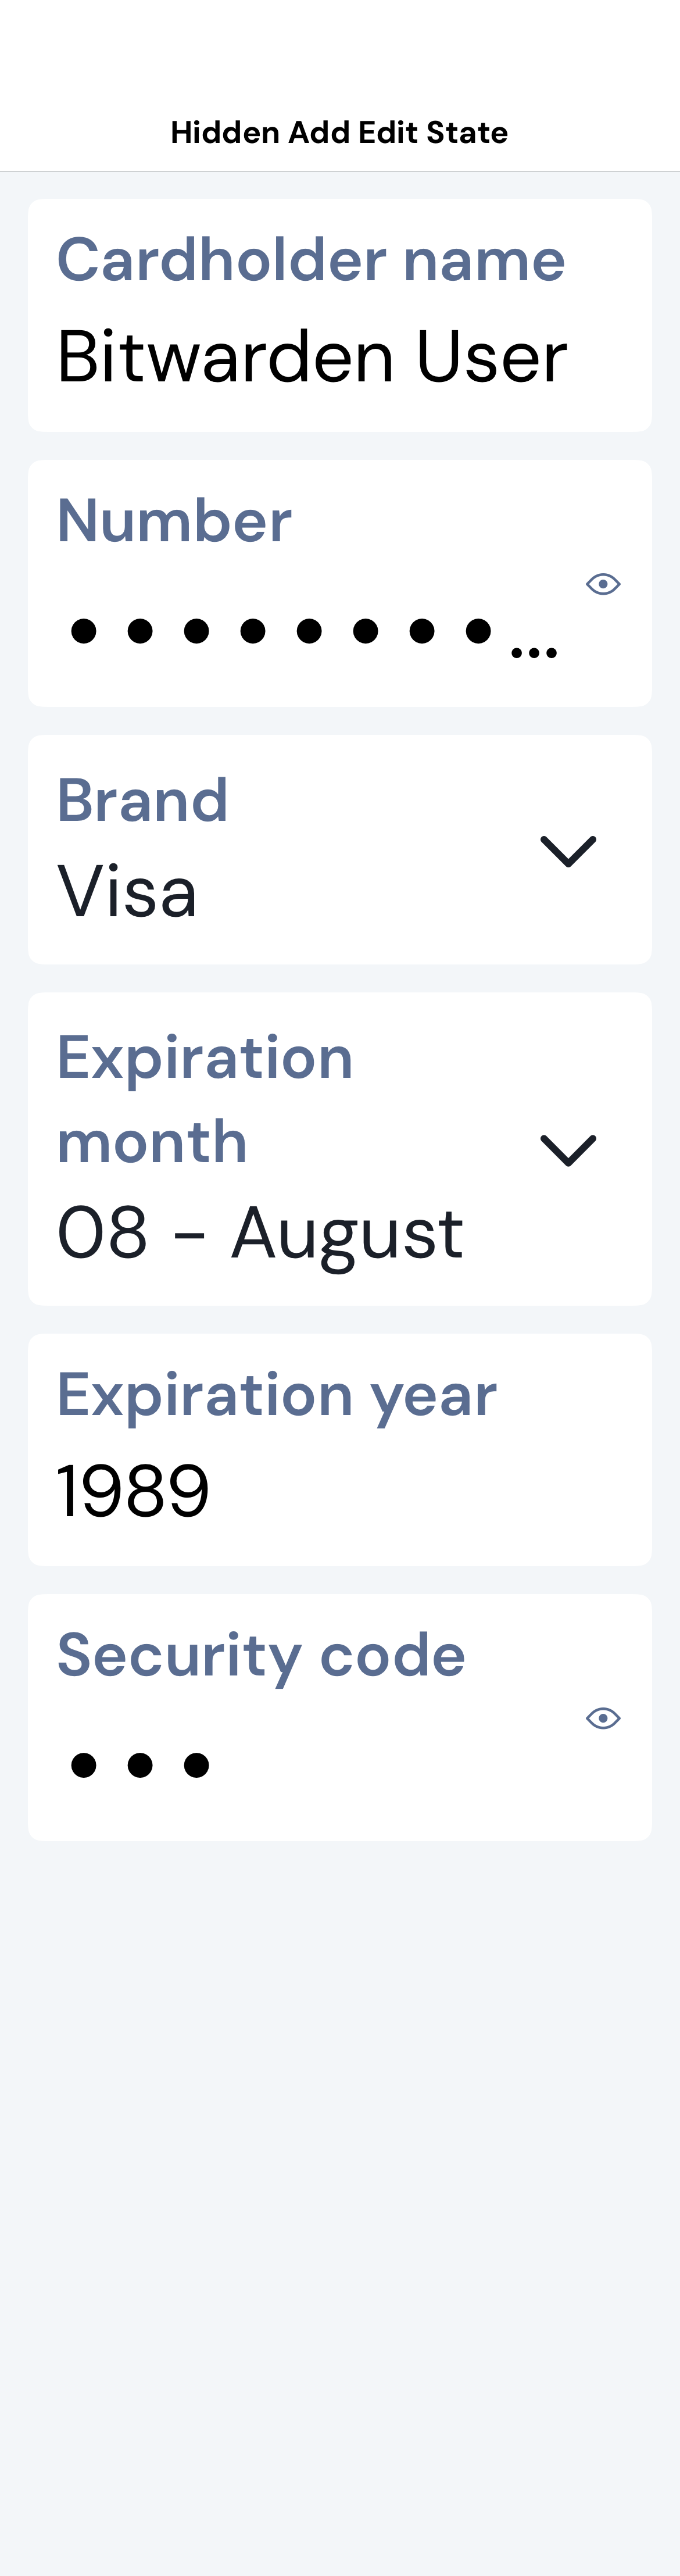 Hidden Add Edit State
Cardholder name
Bitwarden User
Number
● ● ● ● ● ● ● ● ...
Brand
Visa
Expiration
month
08 - August
Expiration year
1989
Security code
● ● ●